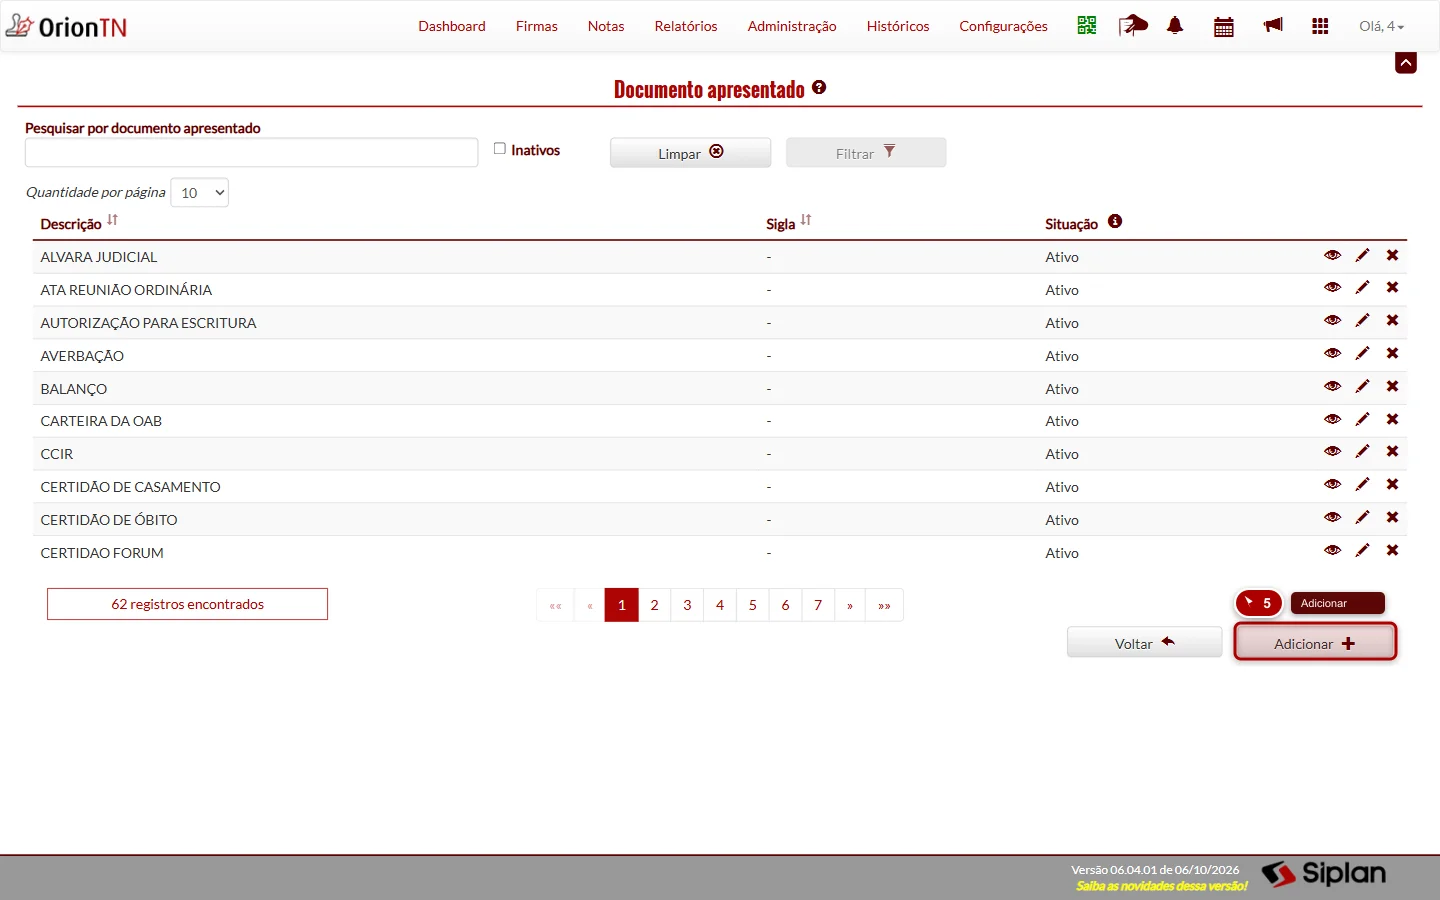 OrionTN
Dashboard Firmas Notas Relatórios Administração Históricos Configurações Olá, 4
Documento apresentado
Pesquisar por documento apresentado
Inativos
Limpar
Filtrar
Quantidade por página 10
Descrição Sigla Situação
ALVARA JUDICIAL - Ativo
ATA REUNIÃO ORDINÁRIA - Ativo
AUTORIZAÇÃO PARA ESCRITURA - Ativo
AVERBAÇÃO - Ativo
BALANÇO - Ativo
CARTEIRA DA OAB - Ativo
CCIR - Ativo
CERTIDÃO DE CASAMENTO - Ativo
CERTIDÃO DE ÓBITO - Ativo
CERTIDAO FORUM - Ativo
62 registros encontrados
«« « 1 2 3 4 5 6 7 » »»
5 Adicionar
Voltar
Adicionar
Versão 06.04.01 de 06/10/2026
Saiba as novidades dessa versão!
Siplan